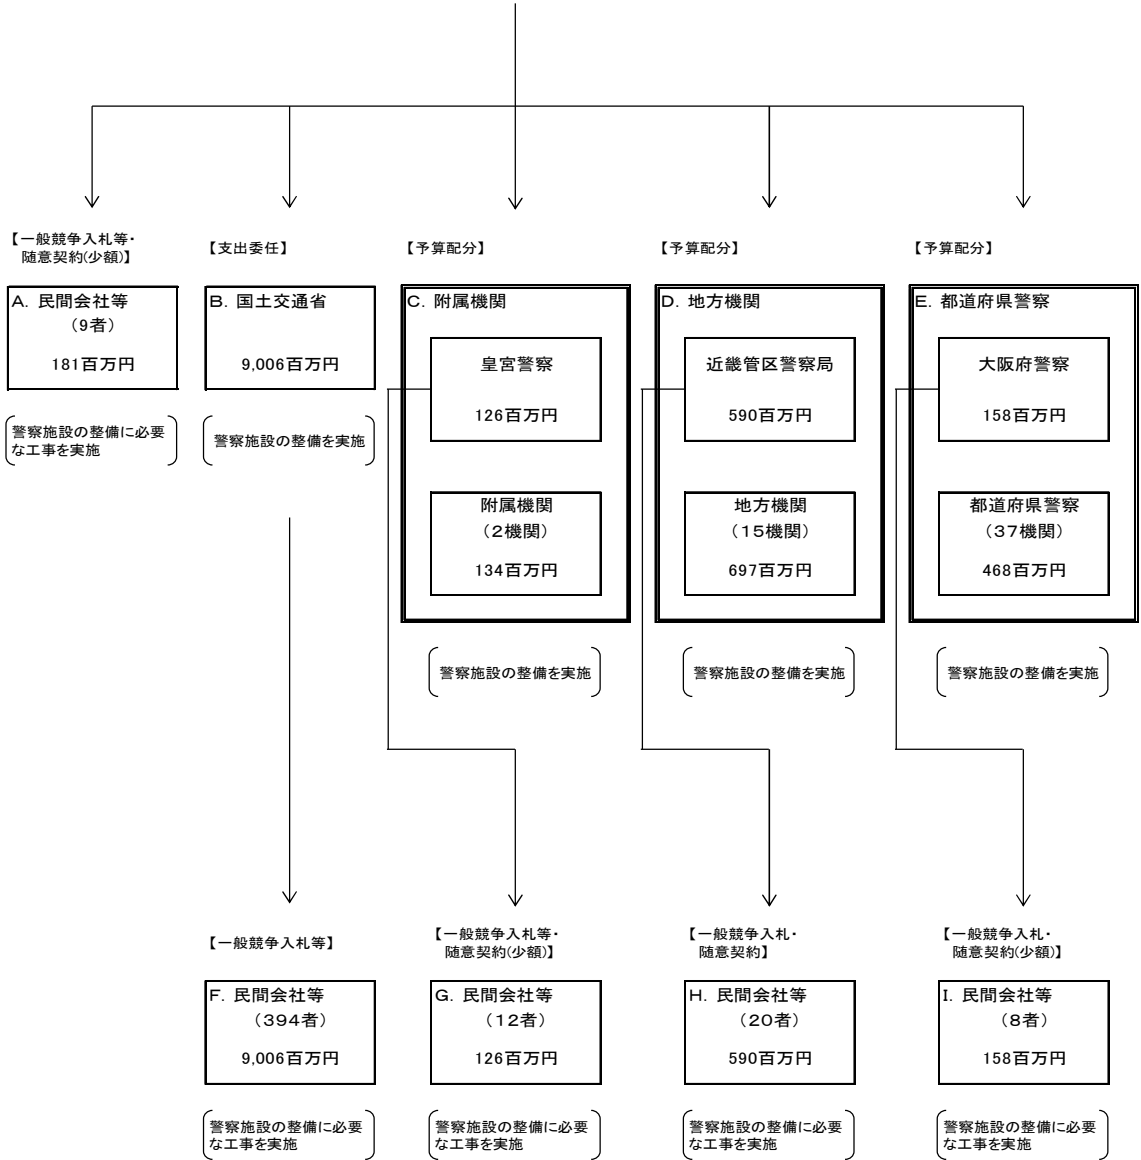 【一般競争入札等・
随意契約(少額)】
【支出委任】
【予算配分】
【予算配分】
【予算配分】
A. 民間会社等
（9者）
181百万円
B. 国土交通省
9,006百万円
C. 附属機関
皇宮警察
126百万円
附属機関
（2機関）
134百万円
D. 地方機関
近畿管区警察局
590百万円
地方機関
（15機関）
697百万円
E. 都道府県警察
大阪府警察
158百万円
都道府県警察
（37機関）
468百万円
警察施設の整備に必要
な工事を実施
警察施設の整備を実施
警察施設の整備を実施
警察施設の整備を実施
警察施設の整備を実施
【一般競争入札等】
【一般競争入札等・
随意契約(少額)】
【一般競争入札・
随意契約】
【一般競争入札・
随意契約(少額)】
F. 民間会社等
（394者）
9,006百万円
G. 民間会社等
（12者）
126百万円
H. 民間会社等
（20者）
590百万円
I. 民間会社等
（8者）
158百万円
警察施設の整備に必要
な工事を実施
警察施設の整備に必要
な工事を実施
警察施設の整備に必要
な工事を実施
警察施設の整備に必要
な工事を実施